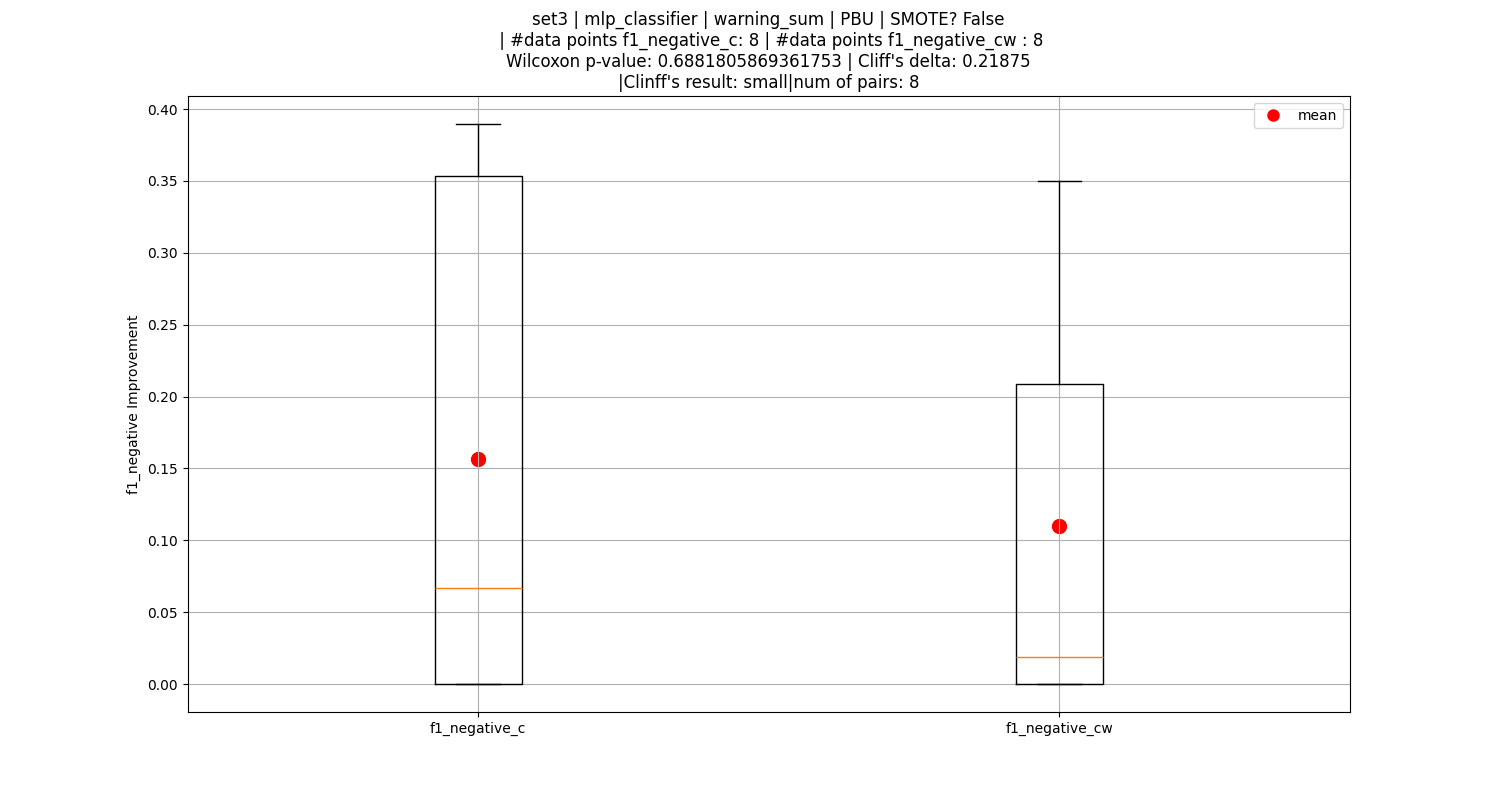 set3 | mlp_classifier | warning_sum | PBU | SMOTE? False
| #data points f1_negative_c: 8 | #data points f1_negative_cw : 8
Wilcoxon p-value: 0.6881805869361753 | Cliff's delta: 0.21875
|Clinff's result: small|num of pairs: 8
mean
f1_negative Improvement
0.40
0.35
0.30
0.25
0.20
0.15
0.10
0.05
0.00
f1_negative_c
f1_negative_cw